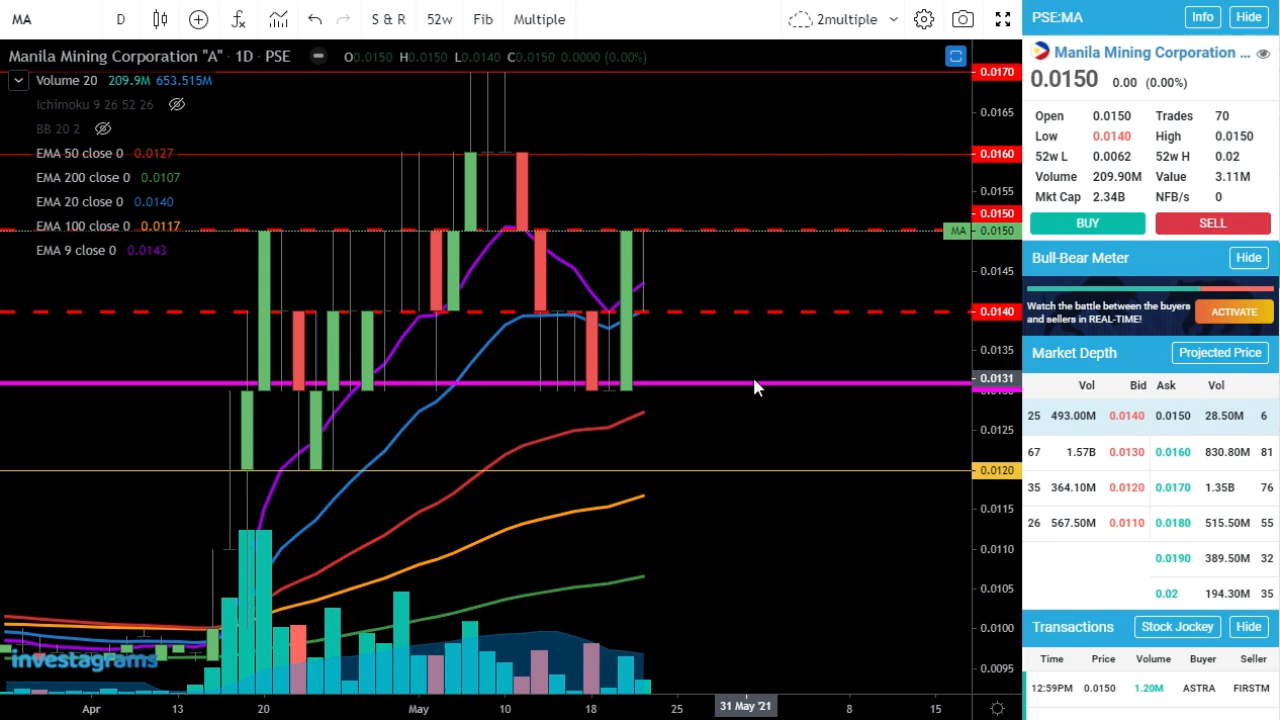 MA D S & R 52w Fib Multiple 2multiple
Manila Mining Corporation "A" · 1D · PSE O0.0150 H0.0150 L0.0140 C0.0150 0.0000 (0.00%)
Volume 20 209.9M 653.515M
Ichimoku 9 26 52 26
BB 20 2
EMA 50 close 0 0.0127
EMA 200 close 0 0.0107
EMA 20 close 0 0.0140
EMA 100 close 0 0.0117
EMA 9 close 0 0.0143
0.0170
0.0165
0.0160
0.0155
0.0150
MA 0.0150
0.0145
0.0140
0.0135
0.0131
0.0125
0.0120
0.0115
0.0110
0.0105
0.0100
0.0095
investagrams
Apr 13 20 May 10 18 25 31 May '21 8 15
PSE:MA Info Hide
Manila Mining Corporation ...
0.0150 0.00 (0.00%)
Open 0.0150 Trades 70
Low 0.0140 High 0.0150
52w L 0.0062 52w H 0.02
Volume 209.90M Value 3.11M
Mkt Cap 2.34B NFB/s 0
BUY SELL
Bull-Bear Meter Hide
Watch the battle between the buyers
and sellers in REAL-TIME!
ACTIVATE
Market Depth Projected Price
Vol Bid Ask Vol
25 493.00M 0.0140 0.0150 28.50M 6
67 1.57B 0.0130 0.0160 830.80M 81
35 364.10M 0.0120 0.0170 1.35B 76
26 567.50M 0.0110 0.0180 515.50M 55
0.0190 389.50M 32
0.02 194.30M 35
Transactions Stock Jockey Hide
Time Price Volume Buyer Seller
12:59PM 0.0150 1.20M ASTRA FIRSTM